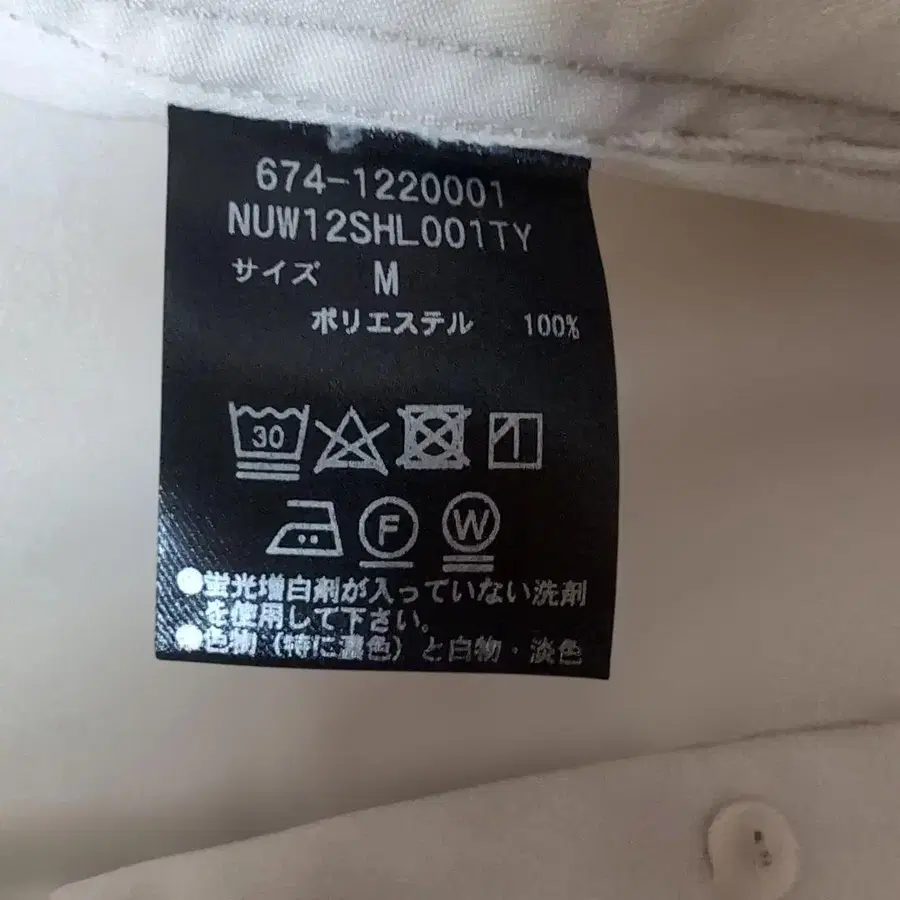 674-1220001
NUW12SHL001TY
サイズ M
ポリエステル 100%
30
F W
●蛍光増白剤が入っていない洗剤
を使用して下さい。
●色物（特に濃色）と白物・淡色